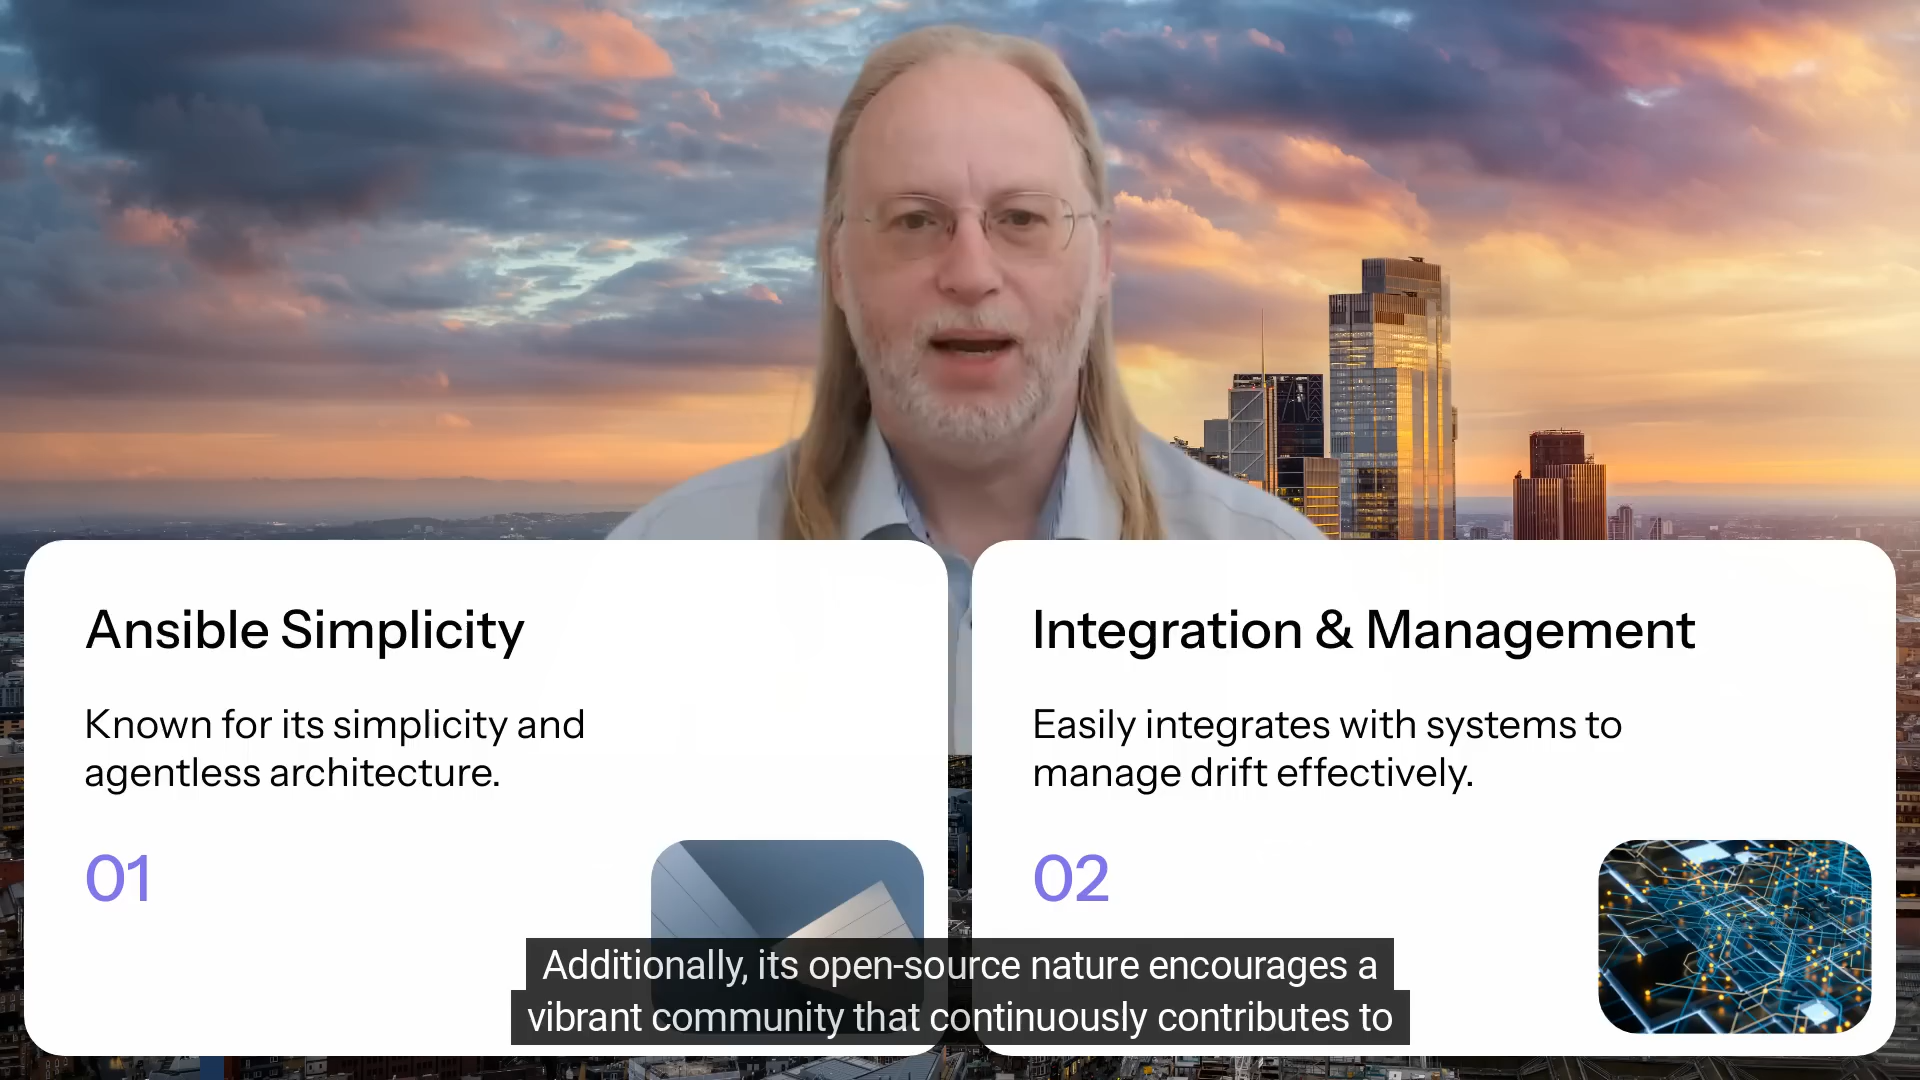 Ansible Simplicity
Known for its simplicity and
agentless architecture.
01
Integration & Management
Easily integrates with systems to
manage drift effectively.
02
Additionally, its open-source nature encourages a
vibrant community that continuously contributes to